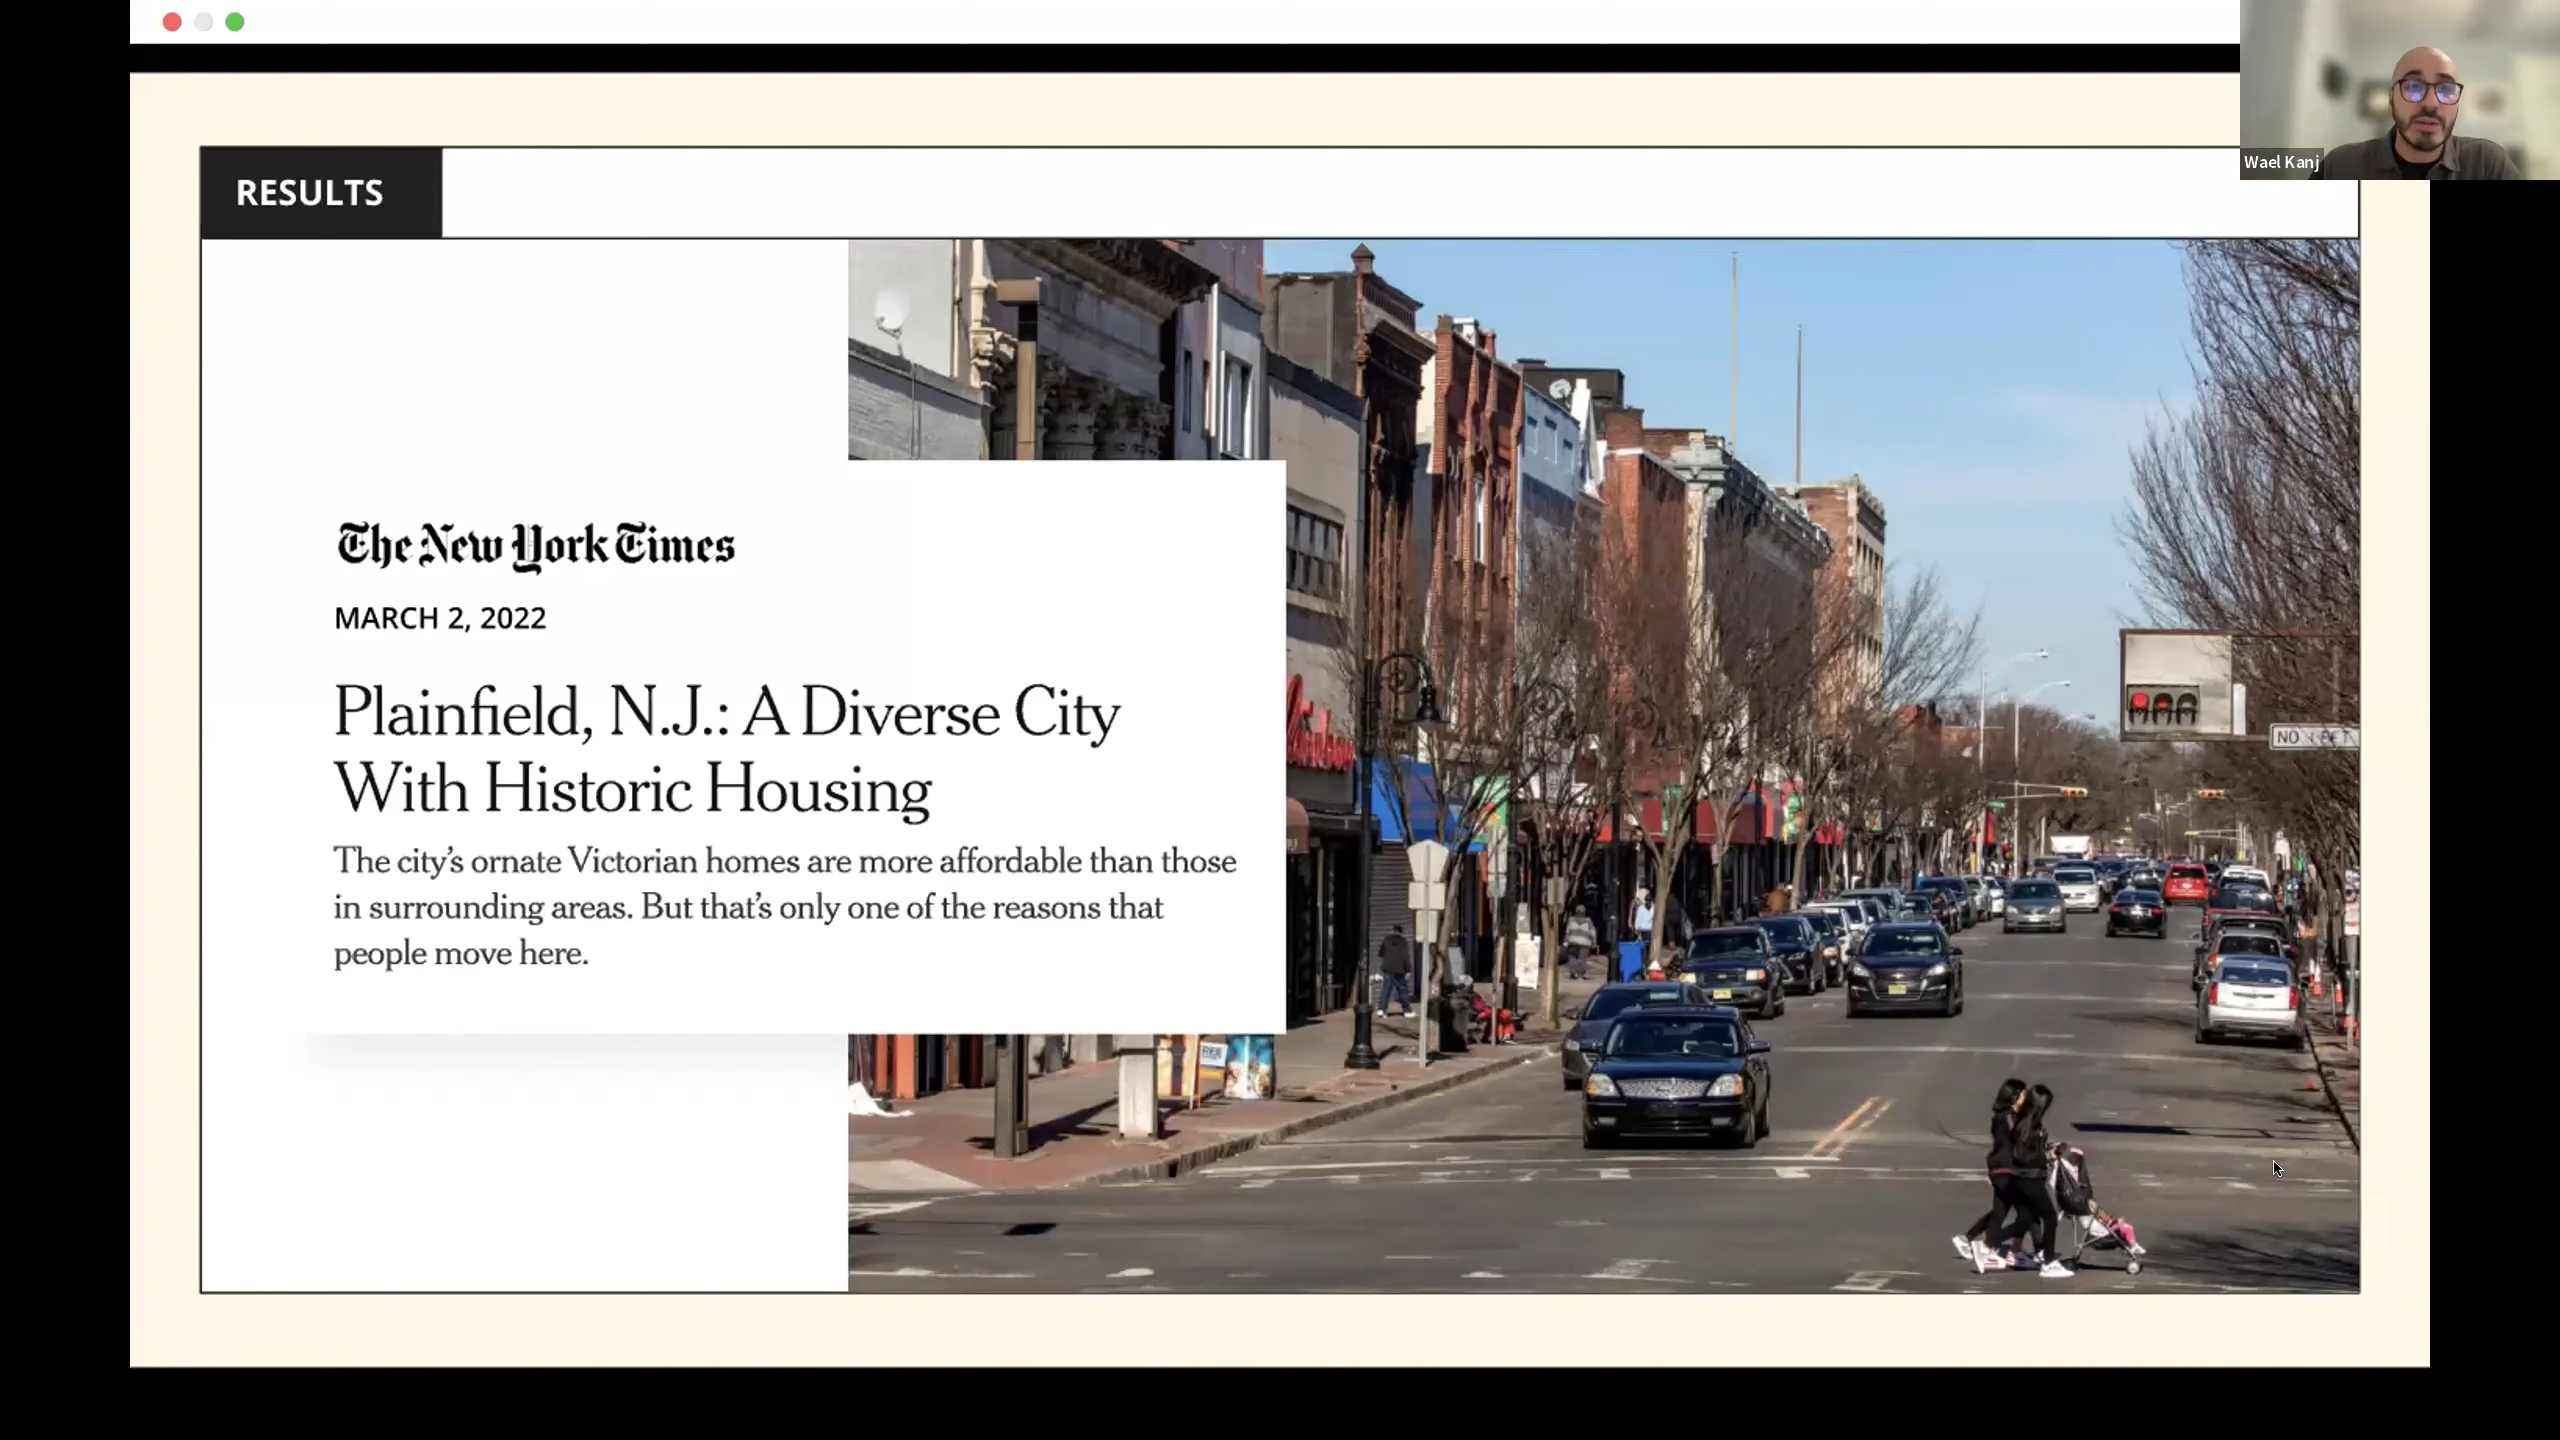 Wael Kanj
RESULTS
The New York Times
MARCH 2, 2022
Plainfield, N.J.: A Diverse City
With Historic Housing
The city's ornate Victorian homes are more affordable than those
in surrounding areas. But that's only one of the reasons that
people move here.
NO LEFT